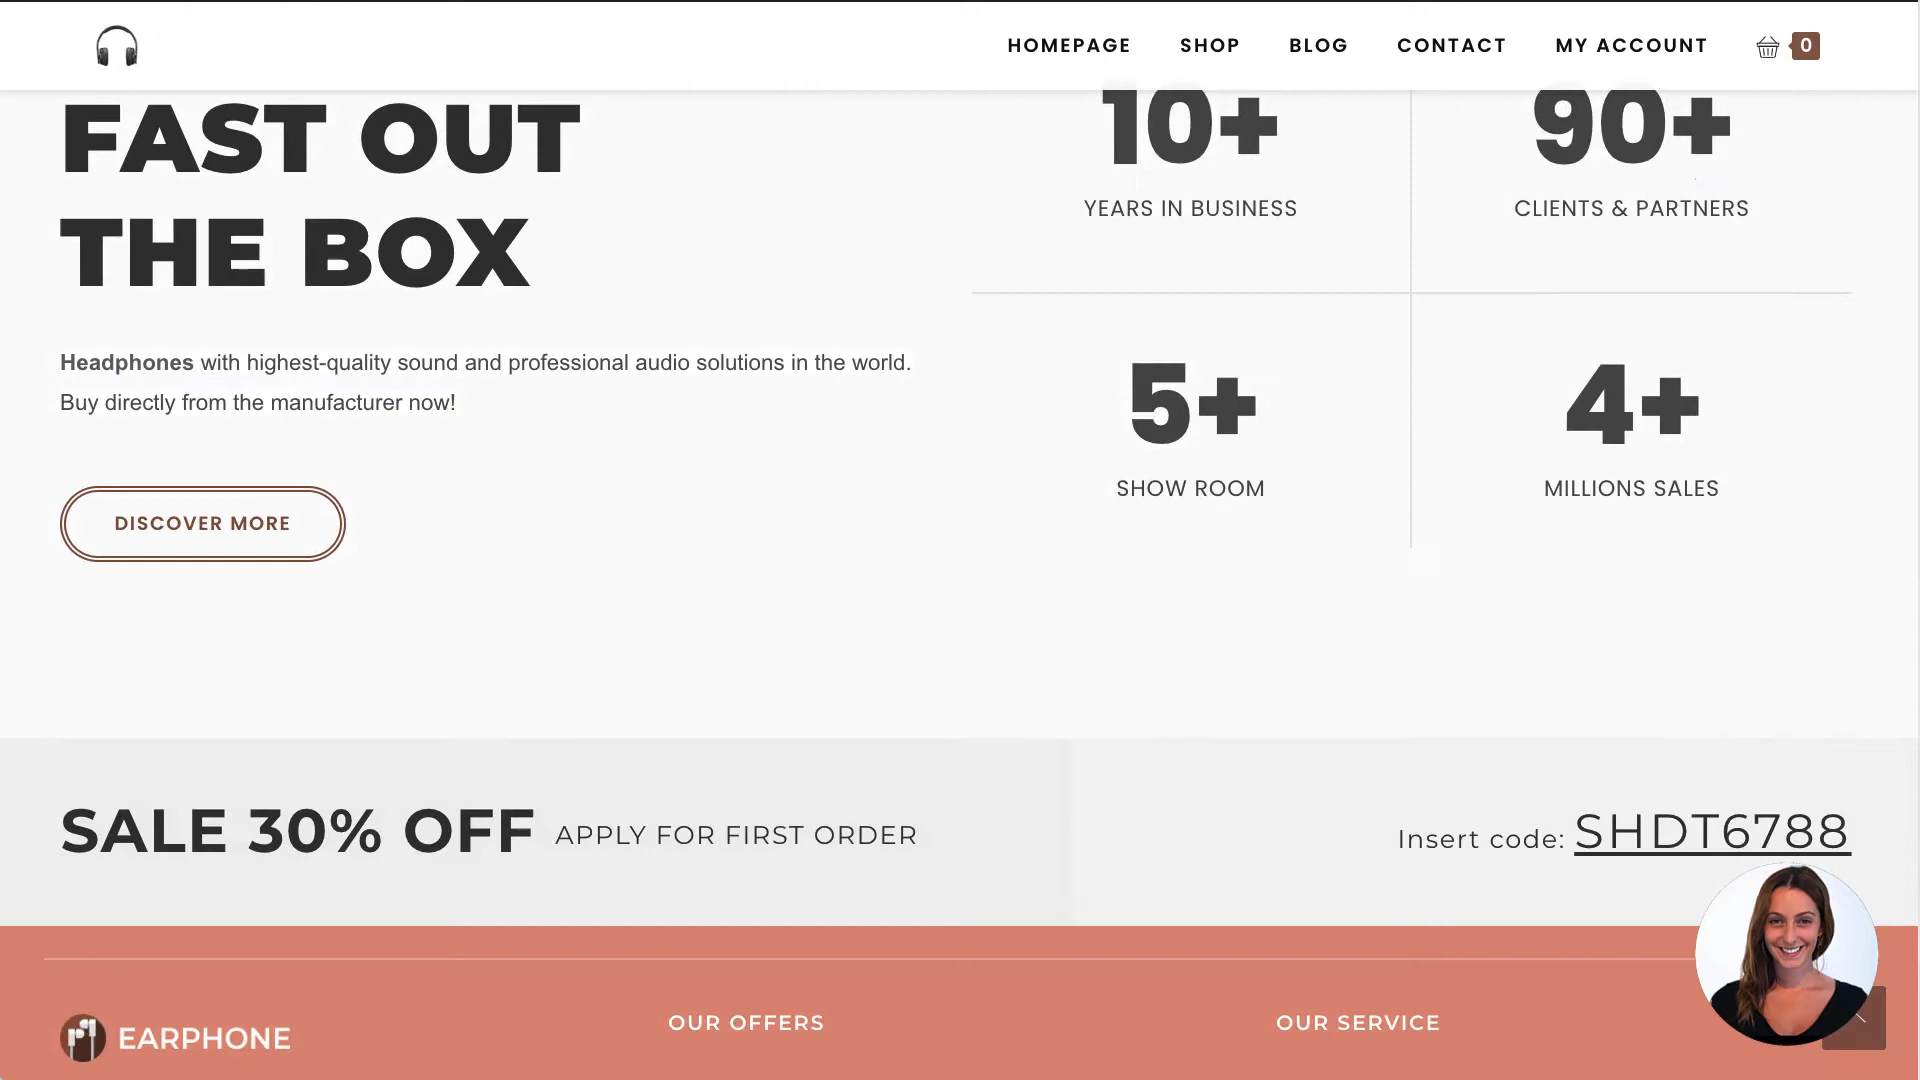 HOMEPAGE SHOP BLOG CONTACT MY ACCOUNT 0
FAST OUT
THE BOX
Headphones with highest-quality sound and professional audio solutions in the world.
Buy directly from the manufacturer now!
DISCOVER MORE
10+
YEARS IN BUSINESS
90+
CLIENTS & PARTNERS
5+
SHOW ROOM
4+
MILLIONS SALES
SALE 30% OFF APPLY FOR FIRST ORDER
Insert code: SHDT6788
EARPHONE
OUR OFFERS
OUR SERVICE